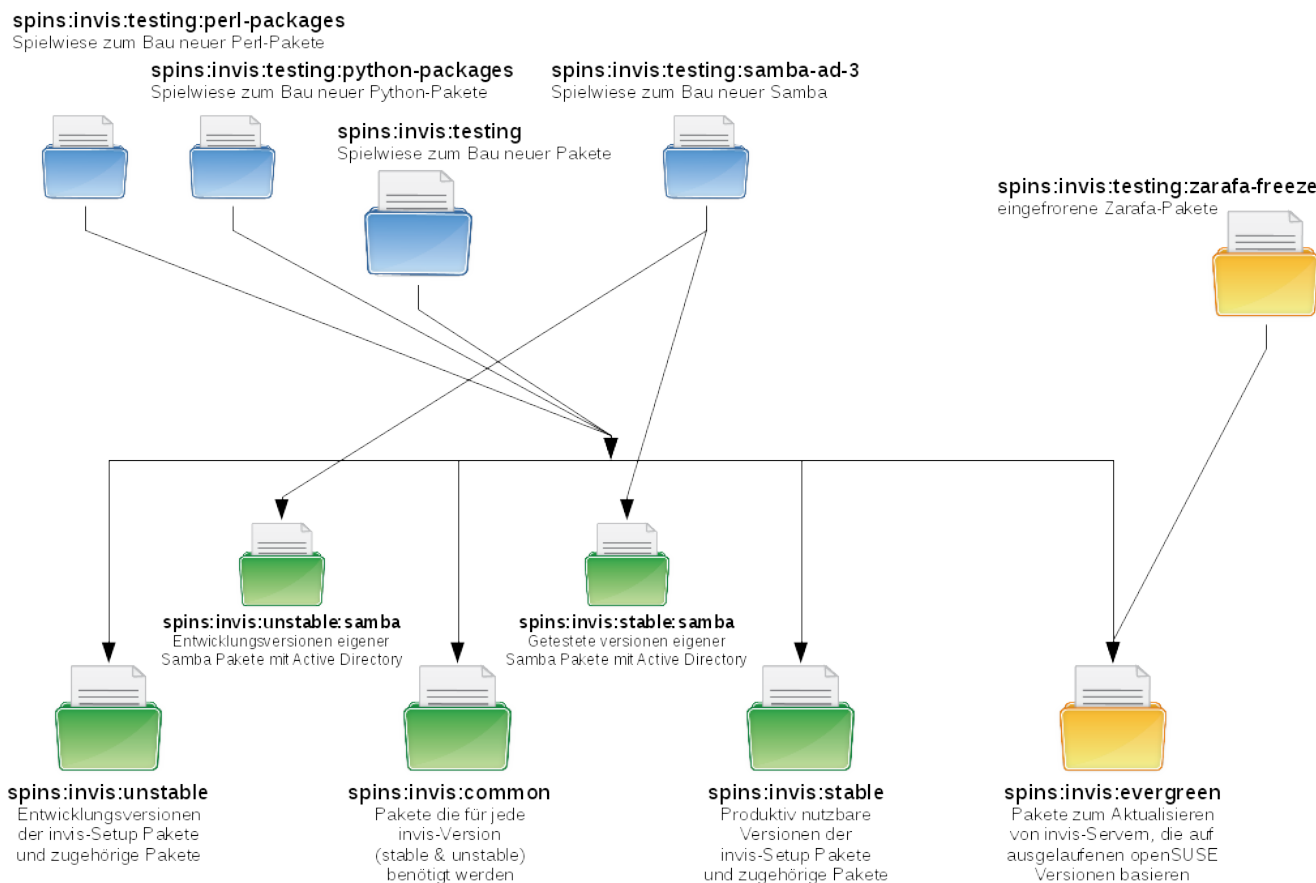 spins:invis:testing:perl-packages
Spielwiese zum Bau neuer Perl-Pakete
spins:invis:testing:python-packages
Spielwiese zum Bau neuer Python-Pakete
spins:invis:testing:samba-ad-3
Spielwiese zum Bau neuer Samba
spins:invis:testing
Spielwiese zum Bau neuer Pakete
spins:invis:testing:zarafa-freeze
eingefrorene Zarafa-Pakete
spins:invis:unstable:samba
Entwicklungsversionen eigener
Samba Pakete mit Active Directory
spins:invis:stable:samba
Getestete versionen eigener
Samba Pakete mit Active Directory
spins:invis:unstable
Entwicklungsversionen
der invis-Setup Pakete
und zugehörige Pakete
spins:invis:common
Pakete die für jede
invis-Version
(stable & unstable)
benötigt werden
spins:invis:stable
Produktiv nutzbare
Versionen der
invis-Setup Pakete
und zugehörige Pakete
spins:invis:evergreen
Pakete zum Aktualisieren
von invis-Servern, die auf
ausgelaufenen openSUSE
Versionen basieren